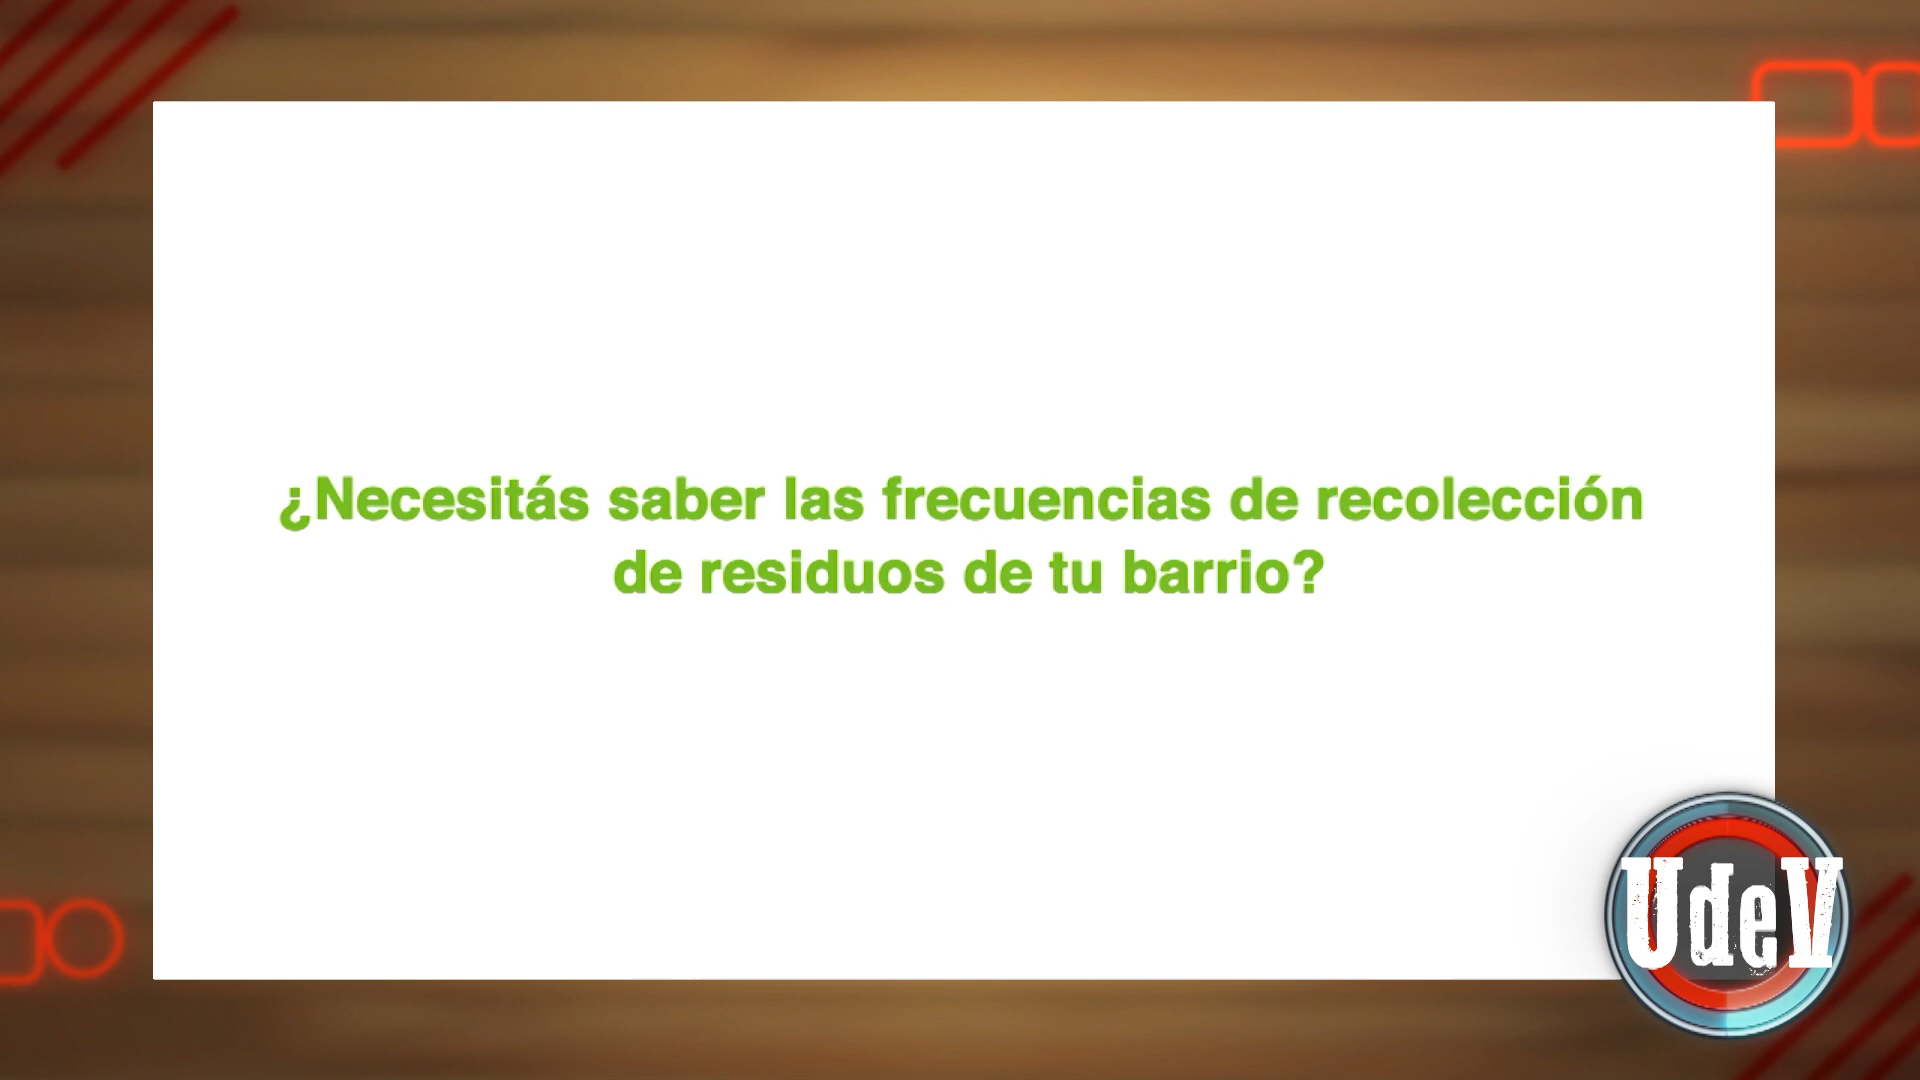 ¿Necesitás saber las frecuencias de recolección
de residuos de tu barrio?
UdeV